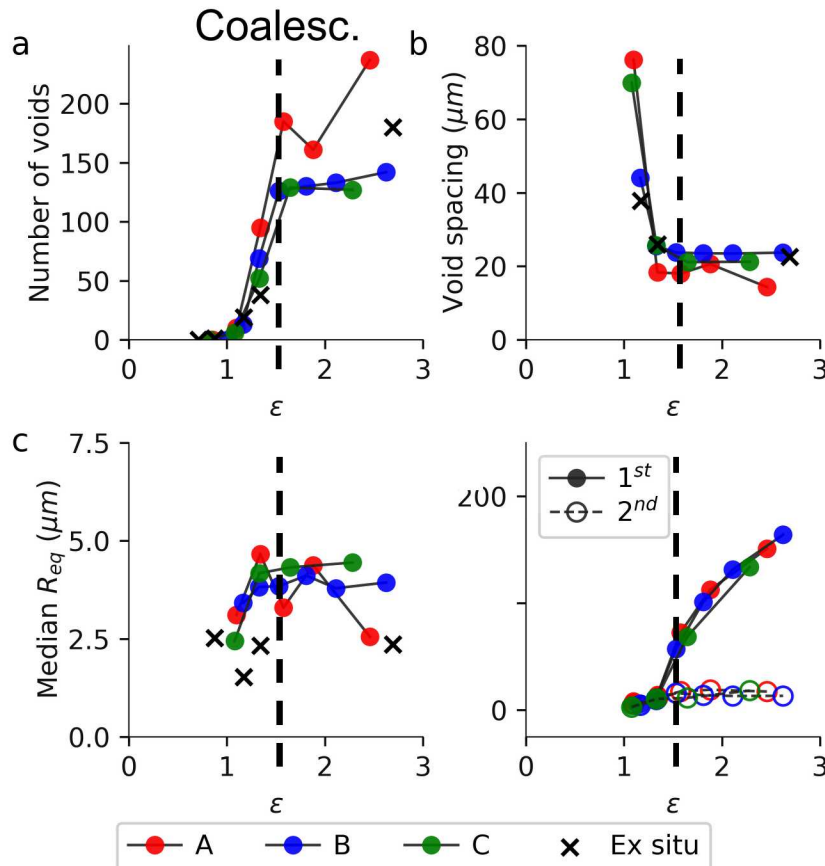 Coalesc.
a
b
Number of voids
200
150
100
50
0
0
1
2
3
ε
Void spacing (μm)
80
60
40
20
0
0
1
2
3
ε
c
Median R_eq (μm)
7.5
5.0
2.5
0.0
0
1
2
3
ε
200
0
0
1
2
3
ε
1st
2nd
A
B
C
Ex situ